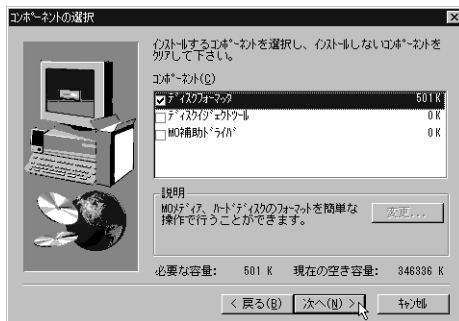 コンポーネントの選択
インストールするコンポーネントを選択し、インストールしないコンポーネントを
クリアして下さい。
コンポーネント(C)
ディスクフォーマッタ 501 K
ディスクイジェクトツール 0 K
MO補助ドライバ 0 K
説明
MOメディア、ハードディスクのフォーマットを簡単な
操作で行うことができます。
変更...
必要な容量: 501 K 現在の空き容量: 346336 K
< 戻る(B) 次へ(N) > キャンセル